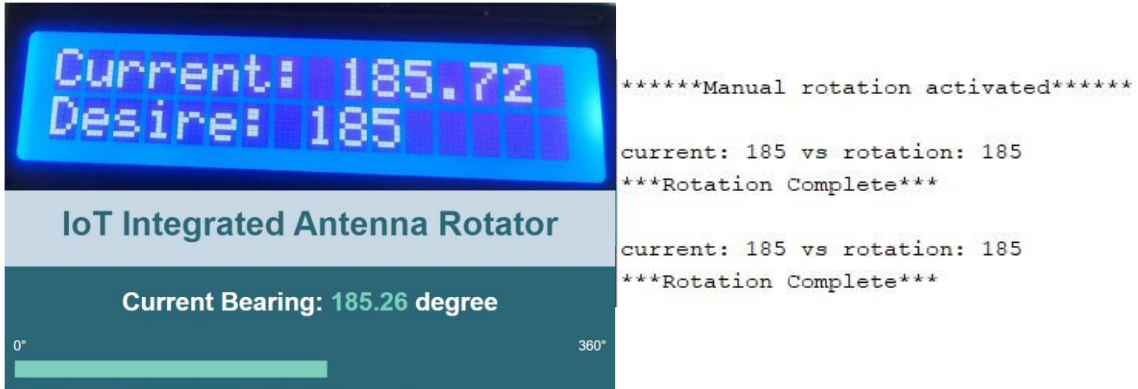 Current: 185.72
Desire: 185
IoT Integrated Antenna Rotator
Current Bearing: 185.26 degree
0° 360°
******Manual rotation activated******
current: 185 vs rotation: 185
***Rotation Complete***
current: 185 vs rotation: 185
***Rotation Complete***